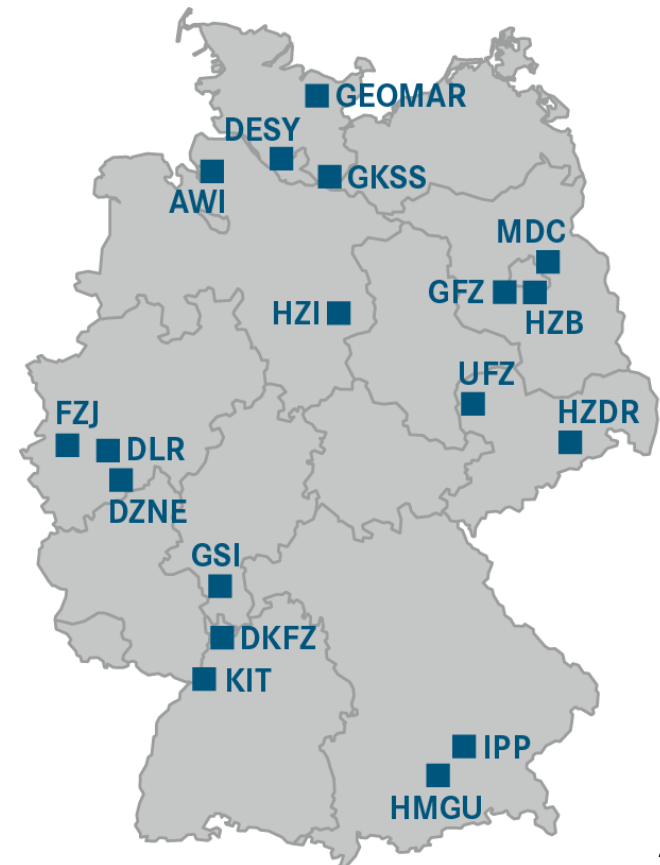 GEOMAR
DESY
GKSS
AWI
MDC
GFZ
HZB
HZI
UFZ
HZDR
FZJ
DLR
DZNE
GSI
DKFZ
KIT
IPP
HMGU